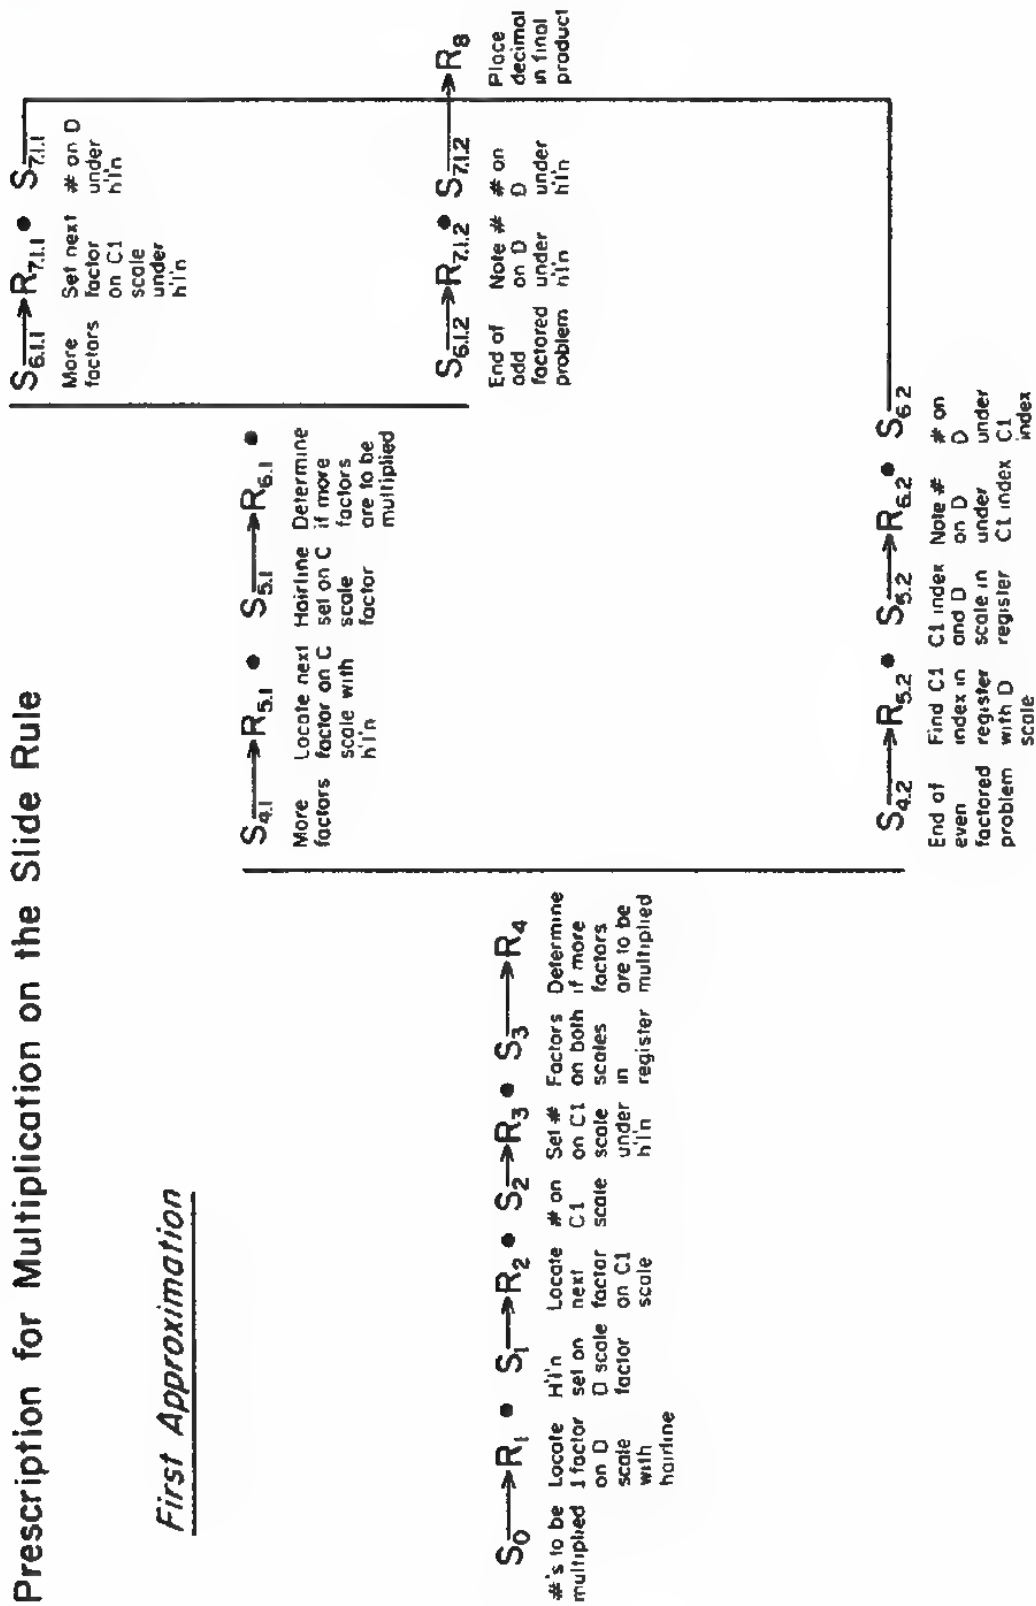 Prescription for Multiplication on the Slide Rule
First Approximation
S0 → R1 • S1 → R2 • S2 → R3 • S3 → R4
#'s to be
multiplied
Locate
1 factor
on D
scale
with
hairline
H'l'n
set on
D scale
factor
Locate
next
factor
on C1
scale
# on
C1
scale
Set #
on C1
scale
under
h'l'n
Factors
on both
scales
in
register
Determine
if more
factors
are to be
multiplied
S4.1 → R5.1 • S5.1 → R6.1 •
More
factors
Locate next
factor on C
scale with
h'l'n
Hairline
set on C
scale
factor
Determine
if more
factors
are to be
multiplied
S6.1.1 → R7.1.1 • S7.1.1
More
factors
Set next
factor
on C1
scale
under
h'l'n
# on D
under
h'l'n
S6.1.2 → R7.1.2 • S7.1.2 → R8
End of
odd
factored
problem
Note #
on D
under
h'l'n
# on
D
under
h'l'n
Place
decimal
in final
product
S4.2 → R5.2 • S5.2 → R6.2 • S6.2
End of
even
factored
problem
Find C1
index in
register
with D
scale
C1 index
and D
scale in
register
Note #
on D
under
C1 index
# on
D
under
C1
index